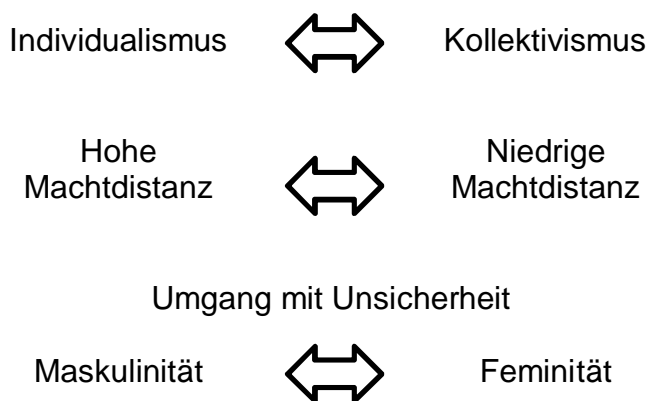 Individualismus Kollektivismus
Hohe Niedrige
Machtdistanz Machtdistanz
Umgang mit Unsicherheit
Maskulinität Feminität